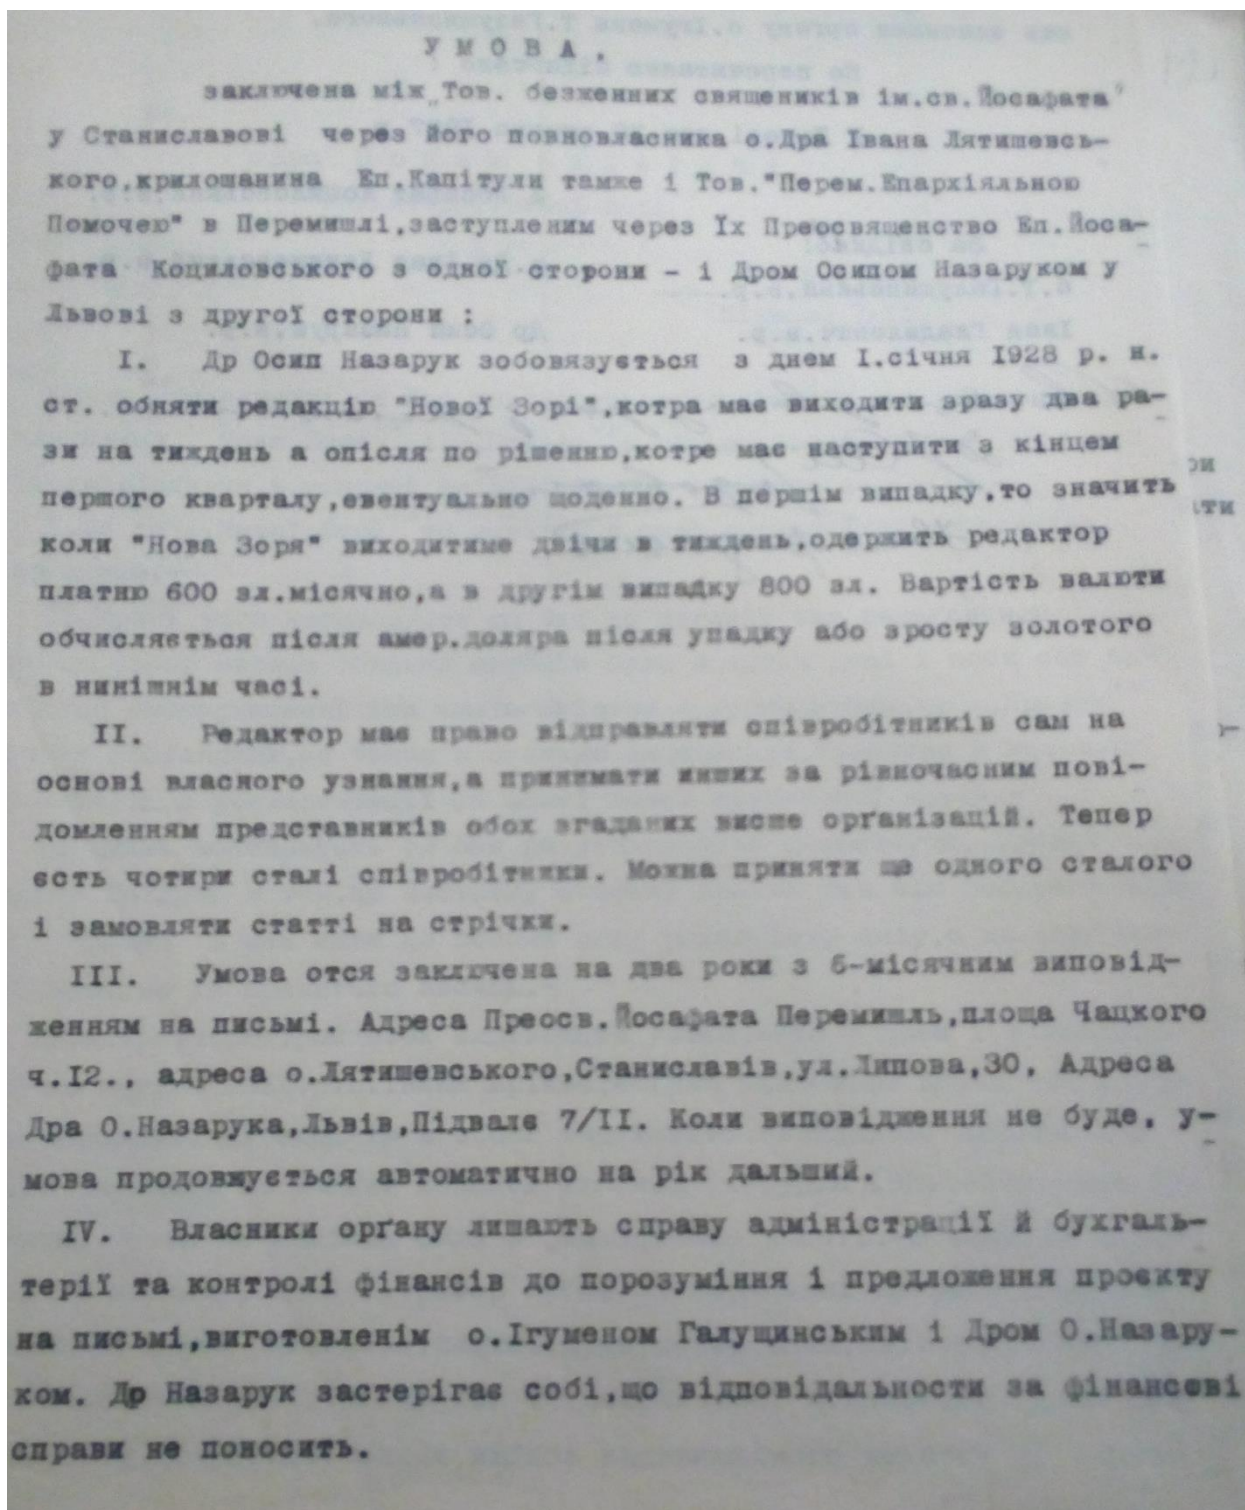 У М О В А .
заключена між „Тов. безженних священиків ім.св.Йосафата"
у Станиславові через його повновласника о.Дра Івана Лятишевсь-
кого,крилошанина Еп.Капітули тамже і Тов."Перем.Епархіяльною
Помочею" в Перемишлі,заступленим через Їх Преосвященство Еп.Йоса-
фата Коциловського з одної сторони - і Дром Осипом Назаруком у
Львові з другої сторони :
I. Др Осип Назарук зобовязується з днем I.січня I928 р. н.
ст. обняти редакцію "Нової Зорі",котра має виходити зразу два ра-
зи на тиждень а опісля по рішенню,котре має наступити з кінцем
першого кварталу,евентуально щоденно. В першім випадку,то значить
коли "Нова Зоря" виходитиме двічи в тиждень,одержить редактор
платню 600 зл.місячно,а в другім випадку 800 зл. Вартість валюти
обчисляється після амер.доляра після упадку або зросту золотого
в нинішнім часі.
II. Редактор має право відправляти співробітників сам на
основі власного узнання,а принимати инших за рівночасним пові-
домленням представників обох згаданих висше орґанізацій. Тепер
єсть чотири сталі співробітники. Можна приняти ще одного сталого
і замовляти статті на стрічки.
III. Умова отся заключена на два роки з 6-місячним виповід-
женням на письмі. Адреса Преосв.Йосафата Перемишль,площа Чацкого
ч.I2., адреса о.Лятишевського,Станиславів,ул.Липова,30, Адреса
Дра О.Назарука,Львів,Підвалє 7/II. Коли виповідження не буде, у-
мова продовжується автоматично на рік дальший.
IV. Власники орґану лишають справу адміністрації й бухгаль-
терії та контролі фінансів до порозуміння і предложення проєкту
на письмі,виготовленім о.Ігуменом Галущинським і Дром О.Назару-
ком. Др Назарук застерігає собі,що відповідальности за фінансові
справи не поносить.